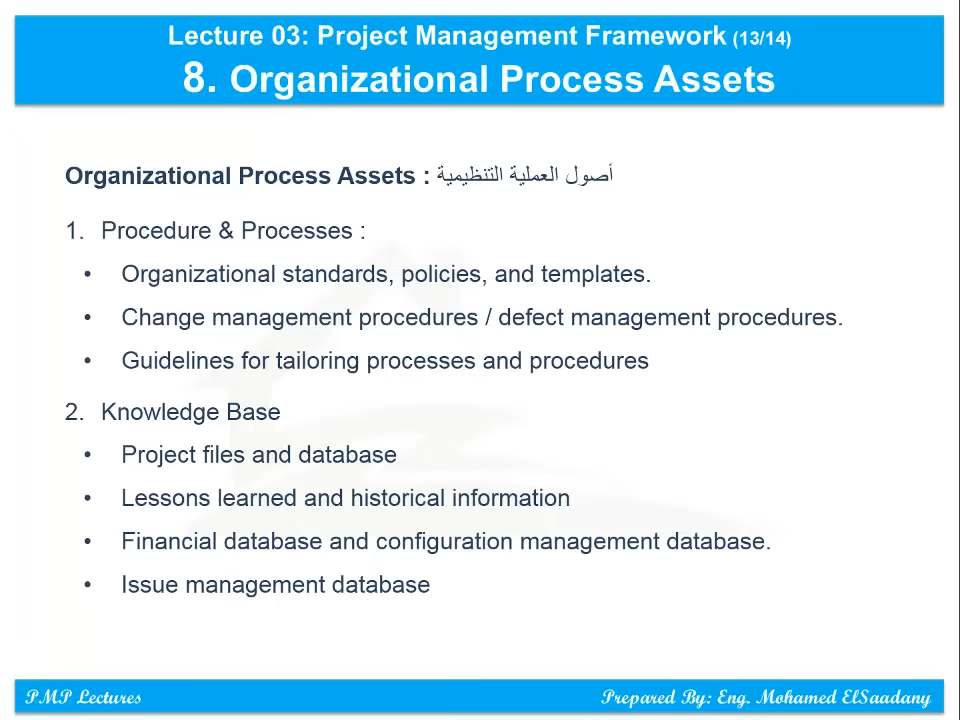 Lecture 03: Project Management Framework (13/14)
8. Organizational Process Assets
Organizational Process Assets : أصول العملية التنظيمية
1. Procedure & Processes :
• Organizational standards, policies, and templates.
• Change management procedures / defect management procedures.
• Guidelines for tailoring processes and procedures
2. Knowledge Base
• Project files and database
• Lessons learned and historical information
• Financial database and configuration management database.
• Issue management database
PMP Lectures
Prepared By: Eng. Mohamed ElSaadany